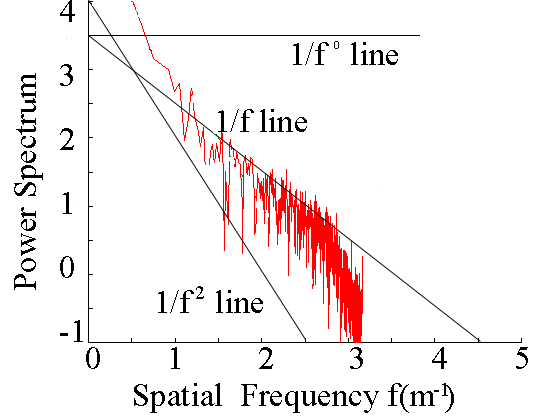 4
3
2
1
0
-1
Power Spectrum
1/f⁰ line
1/f line
1/f² line
0 1 2 3 4 5
Spatial Frequency f(m⁻¹)